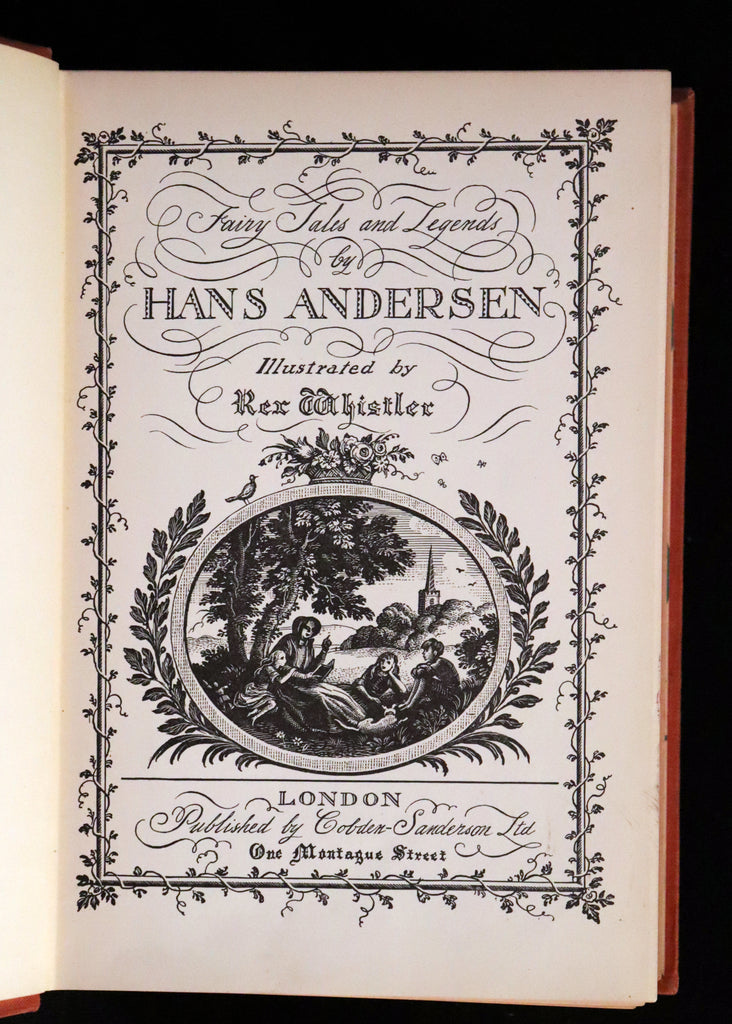 Fairy Tales and Legends
by
HANS ANDERSEN
Illustrated by
Rex Whistler
LONDON
Published by Cobden-Sanderson Ltd
One Montague Street